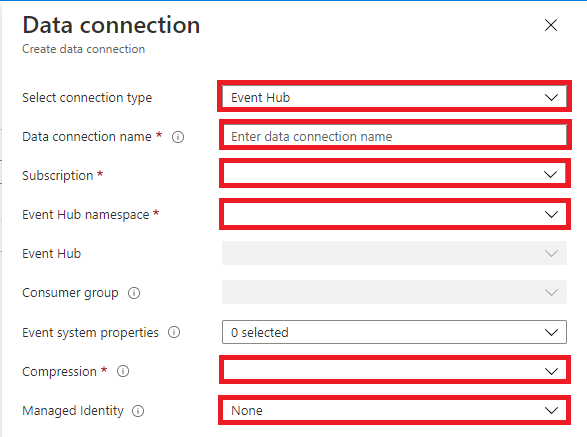 Data connection
Create data connection
Select connection type Event Hub
Data connection name * Enter data connection name
Subscription *
Event Hub namespace *
Event Hub
Consumer group
Event system properties 0 selected
Compression *
Managed Identity None